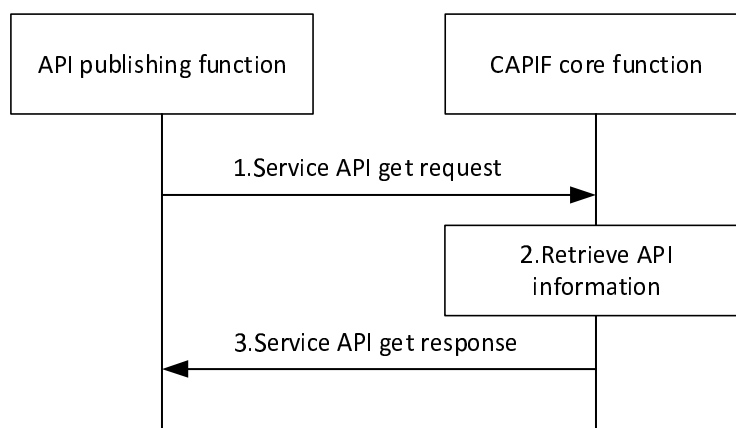 API publishing function
CAPIF core function
1.Service API get request
2.Retrieve API
information
3.Service API get response